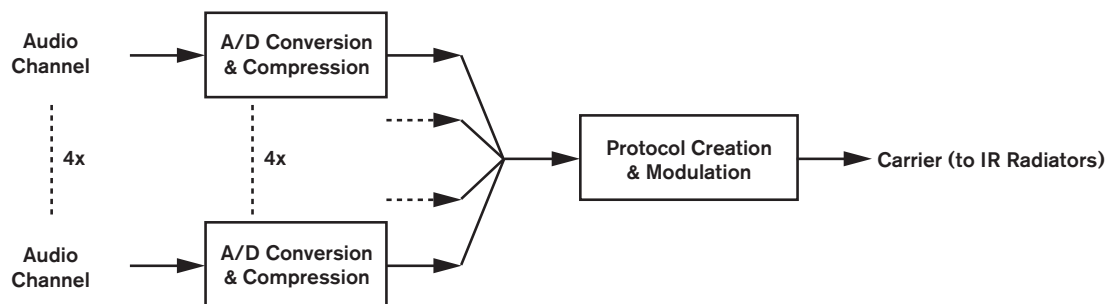 Audio
Channel
A/D Conversion
& Compression
4x
4x
Protocol Creation
& Modulation
Carrier (to IR Radiators)
Audio
Channel
A/D Conversion
& Compression